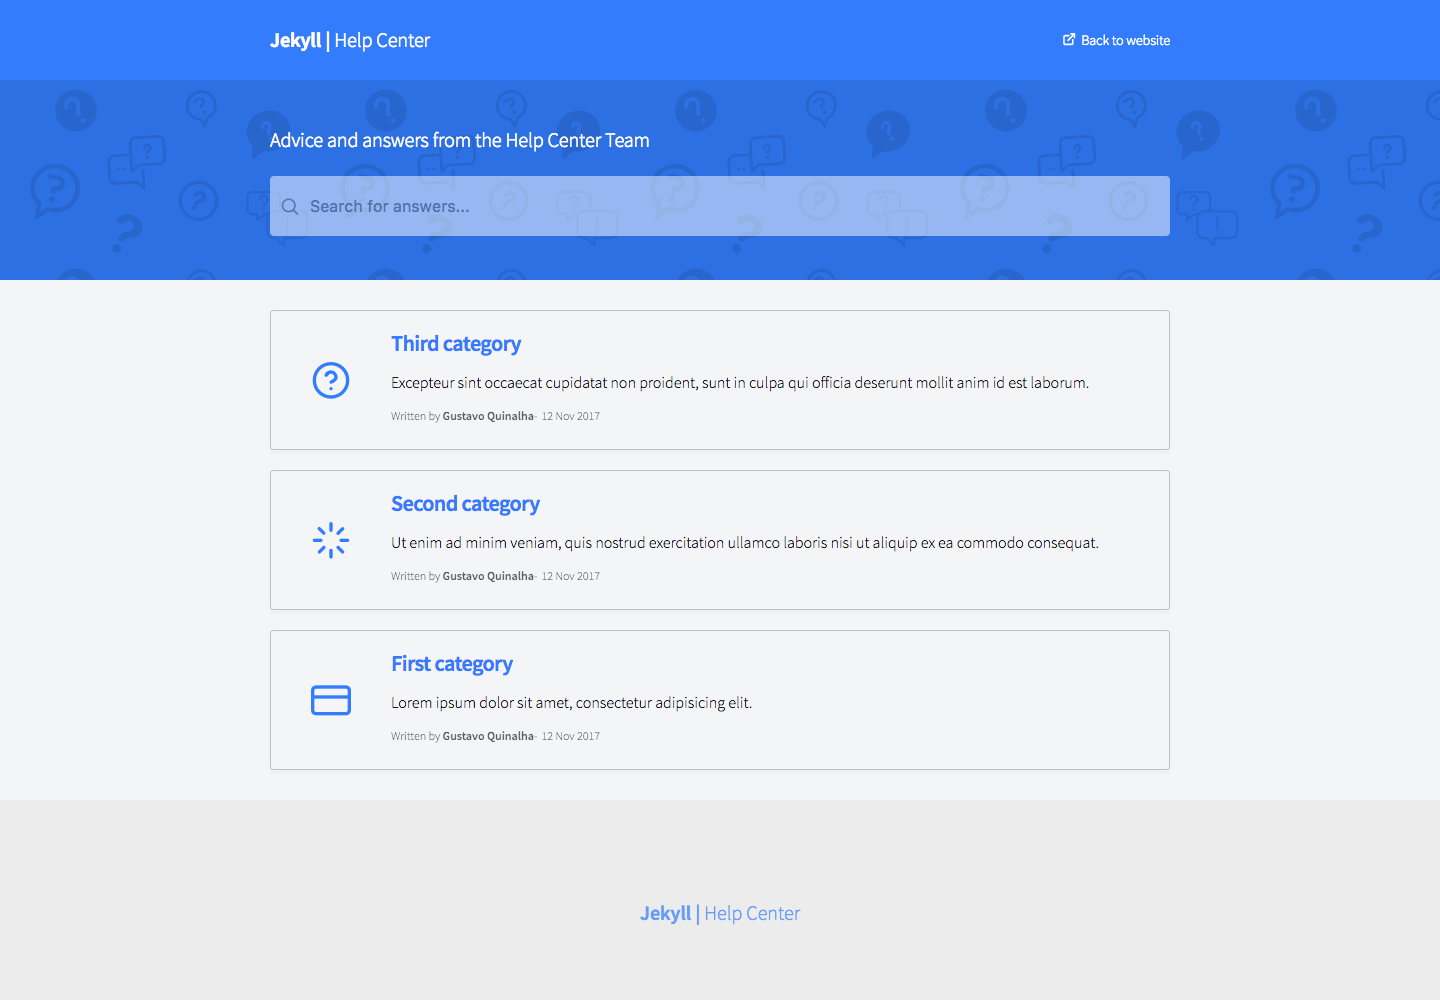 Jekyll | Help Center
Back to website
Advice and answers from the Help Center Team
Search for answers...
Third category
Excepteur sint occaecat cupidatat non proident, sunt in culpa qui officia deserunt mollit anim id est laborum.
Written by Gustavo Quinalha- 12 Nov 2017
Second category
Ut enim ad minim veniam, quis nostrud exercitation ullamco laboris nisi ut aliquip ex ea commodo consequat.
Written by Gustavo Quinalha- 12 Nov 2017
First category
Lorem ipsum dolor sit amet, consectetur adipisicing elit.
Written by Gustavo Quinalha- 12 Nov 2017
Jekyll | Help Center